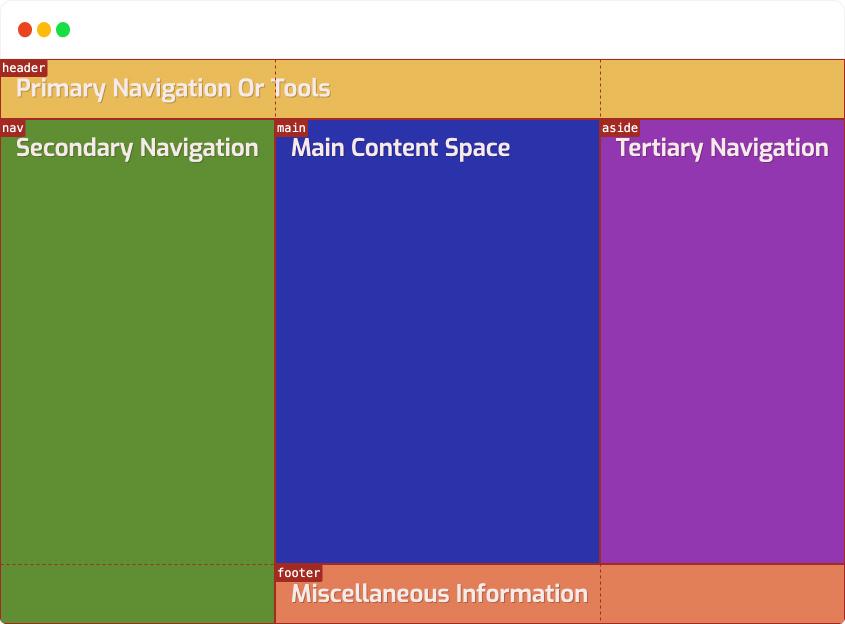 header
Primary Navigation Or Tools
nav
Secondary Navigation
main
Main Content Space
aside
Tertiary Navigation
footer
Miscellaneous Information